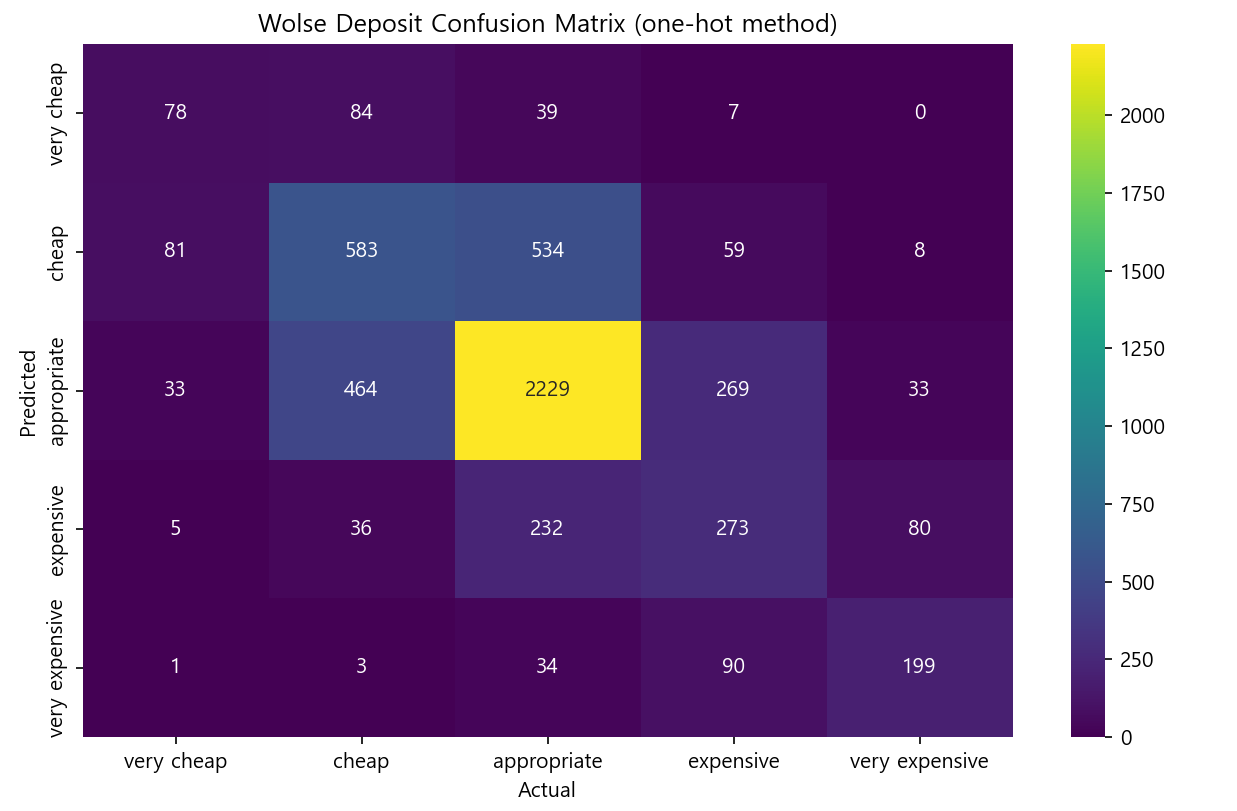 Wolse Deposit Confusion Matrix (one-hot method)
very cheap 78 84 39 7 0
cheap 81 583 534 59 8
appropriate 33 464 2229 269 33
expensive 5 36 232 273 80
very expensive 1 3 34 90 199
Predicted
very cheap cheap appropriate expensive very expensive
Actual
2000
1750
1500
1250
1000
750
500
250
0